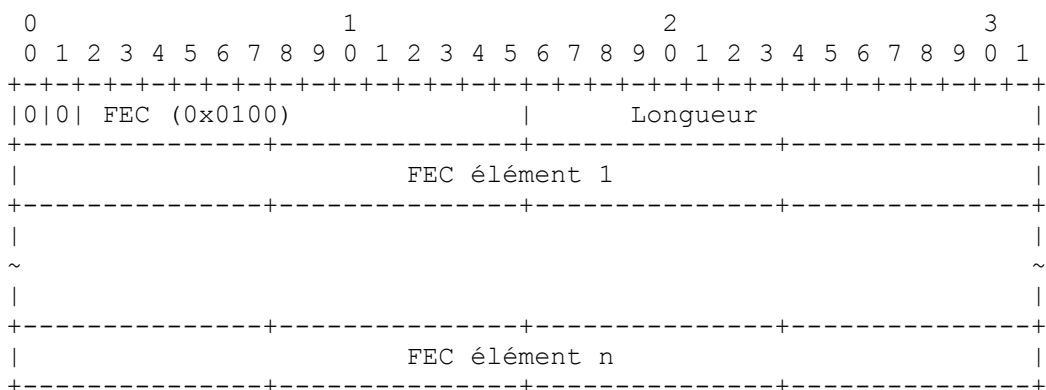 0                   1                   2                   3
 0 1 2 3 4 5 6 7 8 9 0 1 2 3 4 5 6 7 8 9 0 1 2 3 4 5 6 7 8 9 0 1
+-+-+-+-+-+-+-+-+-+-+-+-+-+-+-+-+-+-+-+-+-+-+-+-+-+-+-+-+-+-+-+-+
|0|0| FEC (0x0100)              |      Longueur                 |
+---------------+---------------+---------------+---------------+
|                        FEC élément 1                          |
+---------------+---------------+---------------+---------------+
|                                                               |
~                                                               ~
|                                                               |
+---------------+---------------+---------------+---------------+
|                        FEC élément n                          |
+---------------+---------------+---------------+---------------+